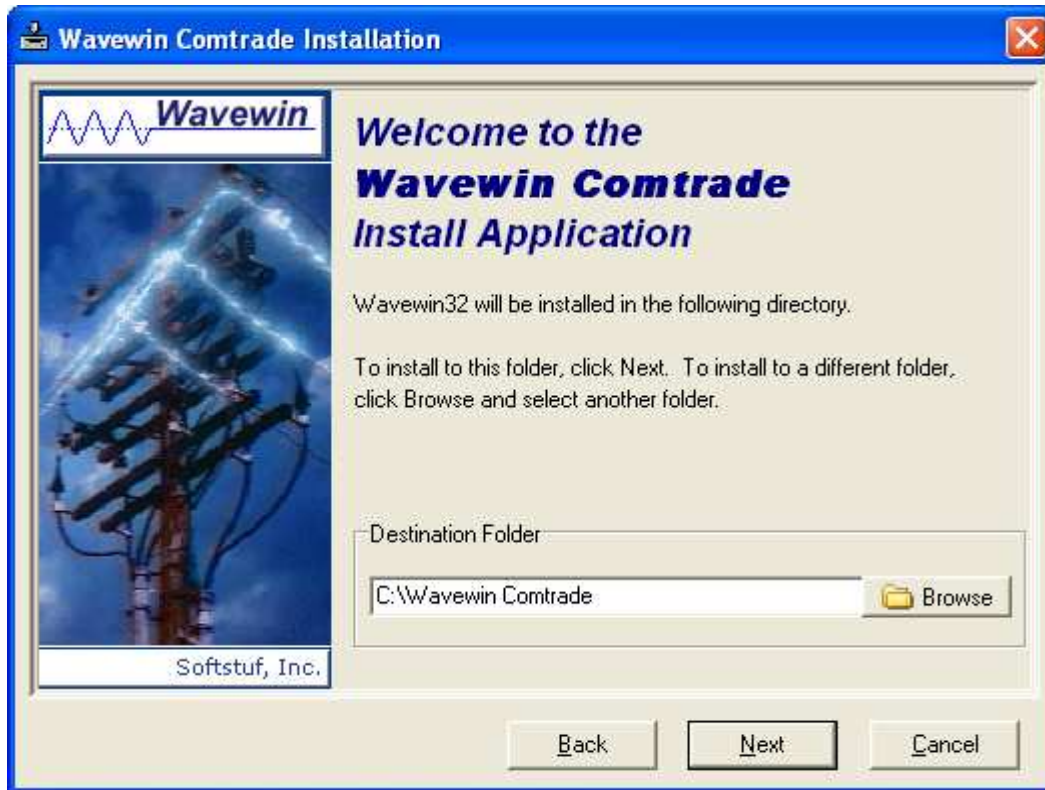 Wavewin Comtrade Installation
Wavewin
Welcome to the
Wavewin Comtrade
Install Application
Wavewin32 will be installed in the following directory.
To install to this folder, click Next. To install to a different folder,
click Browse and select another folder.
Destination Folder
C:\Wavewin Comtrade
Browse
Softstuf, Inc.
Back
Next
Cancel